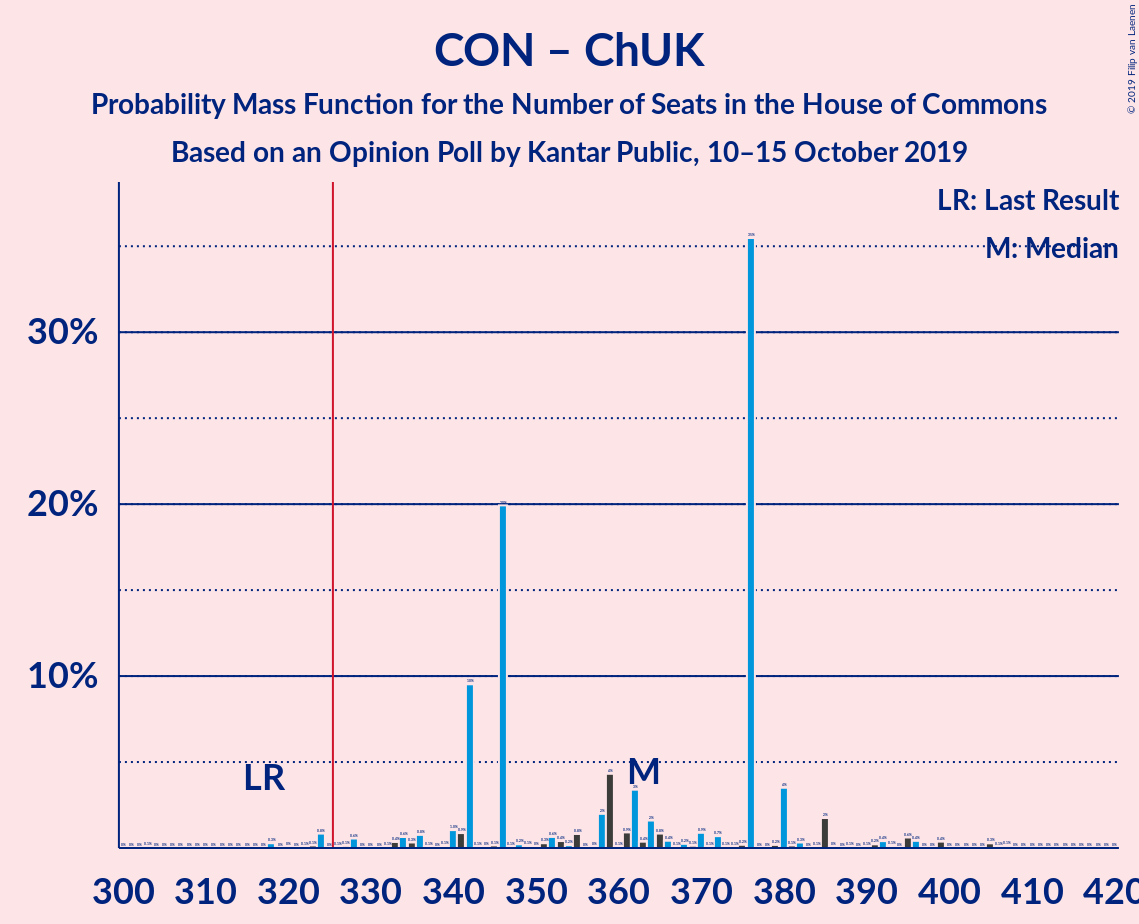 CON – ChUK
Probability Mass Function for the Number of Seats in the House of Commons
Based on an Opinion Poll by Kantar Public, 10–15 October 2019
© 2019 Filip van Laenen
LR: Last Result
M: Median
30%
20%
10%
LR
M
300 310 320 330 340 350 360 370 380 390 400 410 420